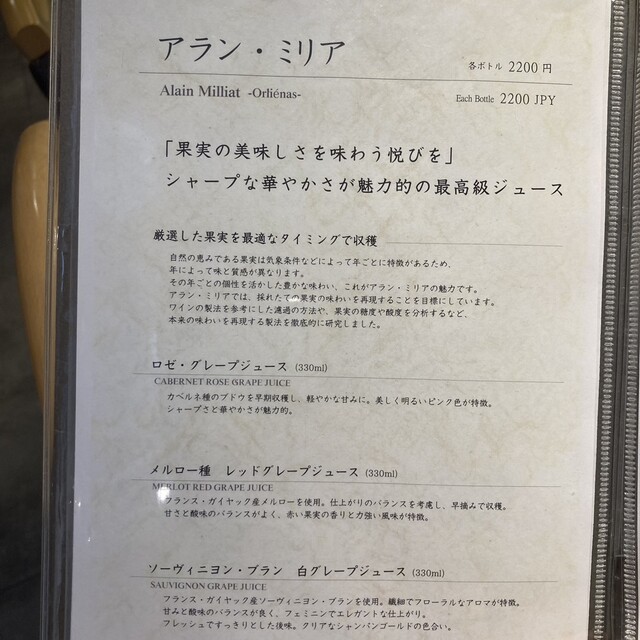 アラン・ミリア
各ボトル 2200 円
Alain Milliat -Orliénas-
Each Bottle 2200 JPY
「果実の美味しさを味わう悦びを」
シャープな華やかさが魅力的の最高級ジュース
厳選した果実を最適なタイミングで収穫
自然の恵みである果実は気象条件などによって年ごとに特徴があるため、
年によって味と質感が異なります。
その年ごとの個性を活かした豊かな味わい、これがアラン・ミリアの魅力です。
アラン・ミリアでは、採れたての果実の味わいを再現することを目標にしています。
ワインの製法を参考にした濾過の方法や、果実の糖度や酸度を分析するなど、
本来の味わいを再現する製法を徹底的に研究しました。
ロゼ・グレープジュース (330ml)
CABERNET ROSE GRAPE JUICE
カベルネ種のブドウを早期収穫し、軽やかな甘みに。美しく明るいピンク色が特徴。
シャープさと華やかさが魅力的。
メルロー種 レッドグレープジュース (330ml)
MERLOT RED GRAPE JUICE
フランス・ガイヤック産メルローを使用。仕上がりのバランスを考慮し、早摘みで収穫。
甘さと酸味のバランスがよく、赤い果実の香りと力強い風味が特徴。
ソーヴィニヨン・ブラン 白グレープジュース (330ml)
SAUVIGNON GRAPE JUICE
フランス・ガイヤック産ソーヴィニヨン・ブランを使用。繊細でフローラルなアロマが特徴。
甘みと酸味のバランスが良く、フェミニンでエレガントな仕上がり。
フレッシュですっきりとした後味。クリアなシャンパンゴールドの色合い。